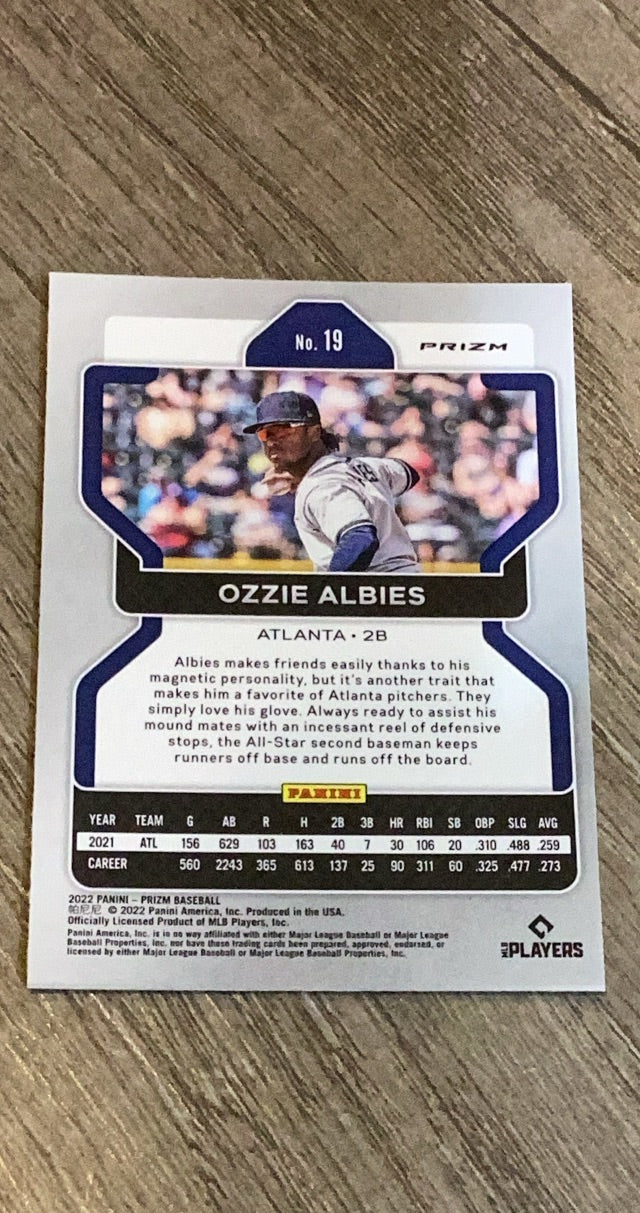 No. 19
PRIZM
OZZIE ALBIES
ATLANTA • 2B
Albies makes friends easily thanks to his
magnetic personality, but it's another trait that
makes him a favorite of Atlanta pitchers. They
simply love his glove. Always ready to assist his
mound mates with an incessant reel of defensive
stops, the All-Star second baseman keeps
runners off base and runs off the board.
PANINI
YEAR TEAM G AB R H 2B 3B HR RBI SB OBP SLG AVG
2021 ATL 156 629 103 163 40 7 30 106 20 .310 .488 .259
CAREER 560 2243 365 613 137 25 90 311 60 .325 .477 .273
2022 PANINI – PRIZM BASEBALL
帕尼尼 © 2022 Panini America, Inc. Produced in the USA.
Officially Licensed Product of MLB Players, Inc.
Panini America, Inc. is in no way affiliated with either Major League Baseball or Major League
Baseball Properties, Inc. nor have these trading cards been prepared, approved, endorsed, or
licensed by either Major League Baseball or Major League Baseball Properties, Inc.
MLB PLAYERS